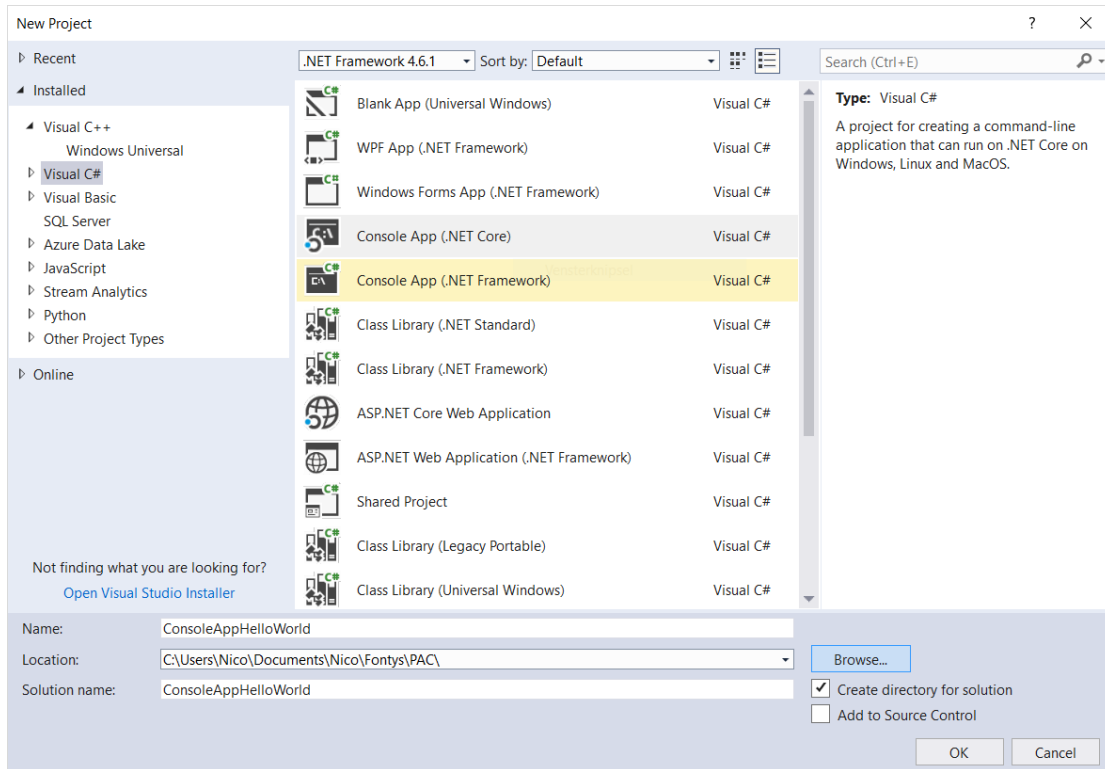 New Project
?
Recent
Installed
Visual C++
Windows Universal
Visual C#
Visual Basic
SQL Server
Azure Data Lake
JavaScript
Stream Analytics
Python
Other Project Types
Online
Not finding what you are looking for?
Open Visual Studio Installer
.NET Framework 4.6.1 Sort by: Default
C# Blank App (Universal Windows) Visual C#
C# WPF App (.NET Framework) Visual C#
C# Windows Forms App (.NET Framework) Visual C#
C:\ Console App (.NET Core) Visual C#
Vensterknipsel
C# C:\ Console App (.NET Framework) Visual C#
C# Class Library (.NET Standard) Visual C#
C# Class Library (.NET Framework) Visual C#
ASP.NET Core Web Application Visual C#
ASP.NET Web Application (.NET Framework) Visual C#
C# Shared Project Visual C#
C# Class Library (Legacy Portable) Visual C#
C# Class Library (Universal Windows) Visual C#
Search (Ctrl+E)
Type: Visual C#
A project for creating a command-line
application that can run on .NET Core on
Windows, Linux and MacOS.
Name: ConsoleAppHelloWorld
Location: C:\Users\Nico\Documents\Nico\Fontys\PAC\
Browse...
Solution name: ConsoleAppHelloWorld
Create directory for solution
Add to Source Control
OK Cancel